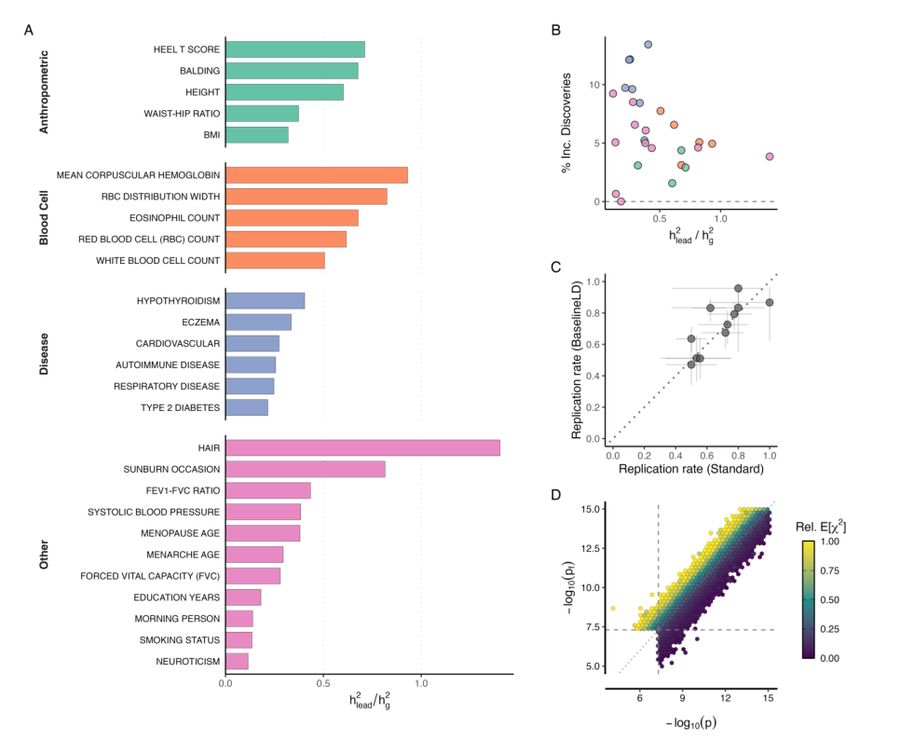 A
Anthropometric
HEEL T SCORE
BALDING
HEIGHT
WAIST-HIP RATIO
BMI
Blood Cell
MEAN CORPUSCULAR HEMOGLOBIN
RBC DISTRIBUTION WIDTH
EOSINOPHIL COUNT
RED BLOOD CELL (RBC) COUNT
WHITE BLOOD CELL COUNT
Disease
HYPOTHYROIDISM
ECZEMA
CARDIOVASCULAR
AUTOIMMUNE DISEASE
RESPIRATORY DISEASE
TYPE 2 DIABETES
Other
HAIR
SUNBURN OCCASION
FEV1-FVC RATIO
SYSTOLIC BLOOD PRESSURE
MENOPAUSE AGE
MENARCHE AGE
FORCED VITAL CAPACITY (FVC)
EDUCATION YEARS
MORNING PERSON
SMOKING STATUS
NEUROTICISM
0.0 0.5 1.0
h²lead/h²g
B
% Inc. Discoveries
10
5
0
0.5 1.0
h²lead / h²g
C
Replication rate (BaselineLD)
1.0
0.8
0.6
0.4
0.2
0.0
0.0 0.2 0.4 0.6 0.8 1.0
Replication rate (Standard)
D
−log₁₀(pf)
15.0
12.5
10.0
7.5
5.0
6 9 12 15
−log₁₀(p)
Rel. E[χ²]
1.00
0.75
0.50
0.25
0.00